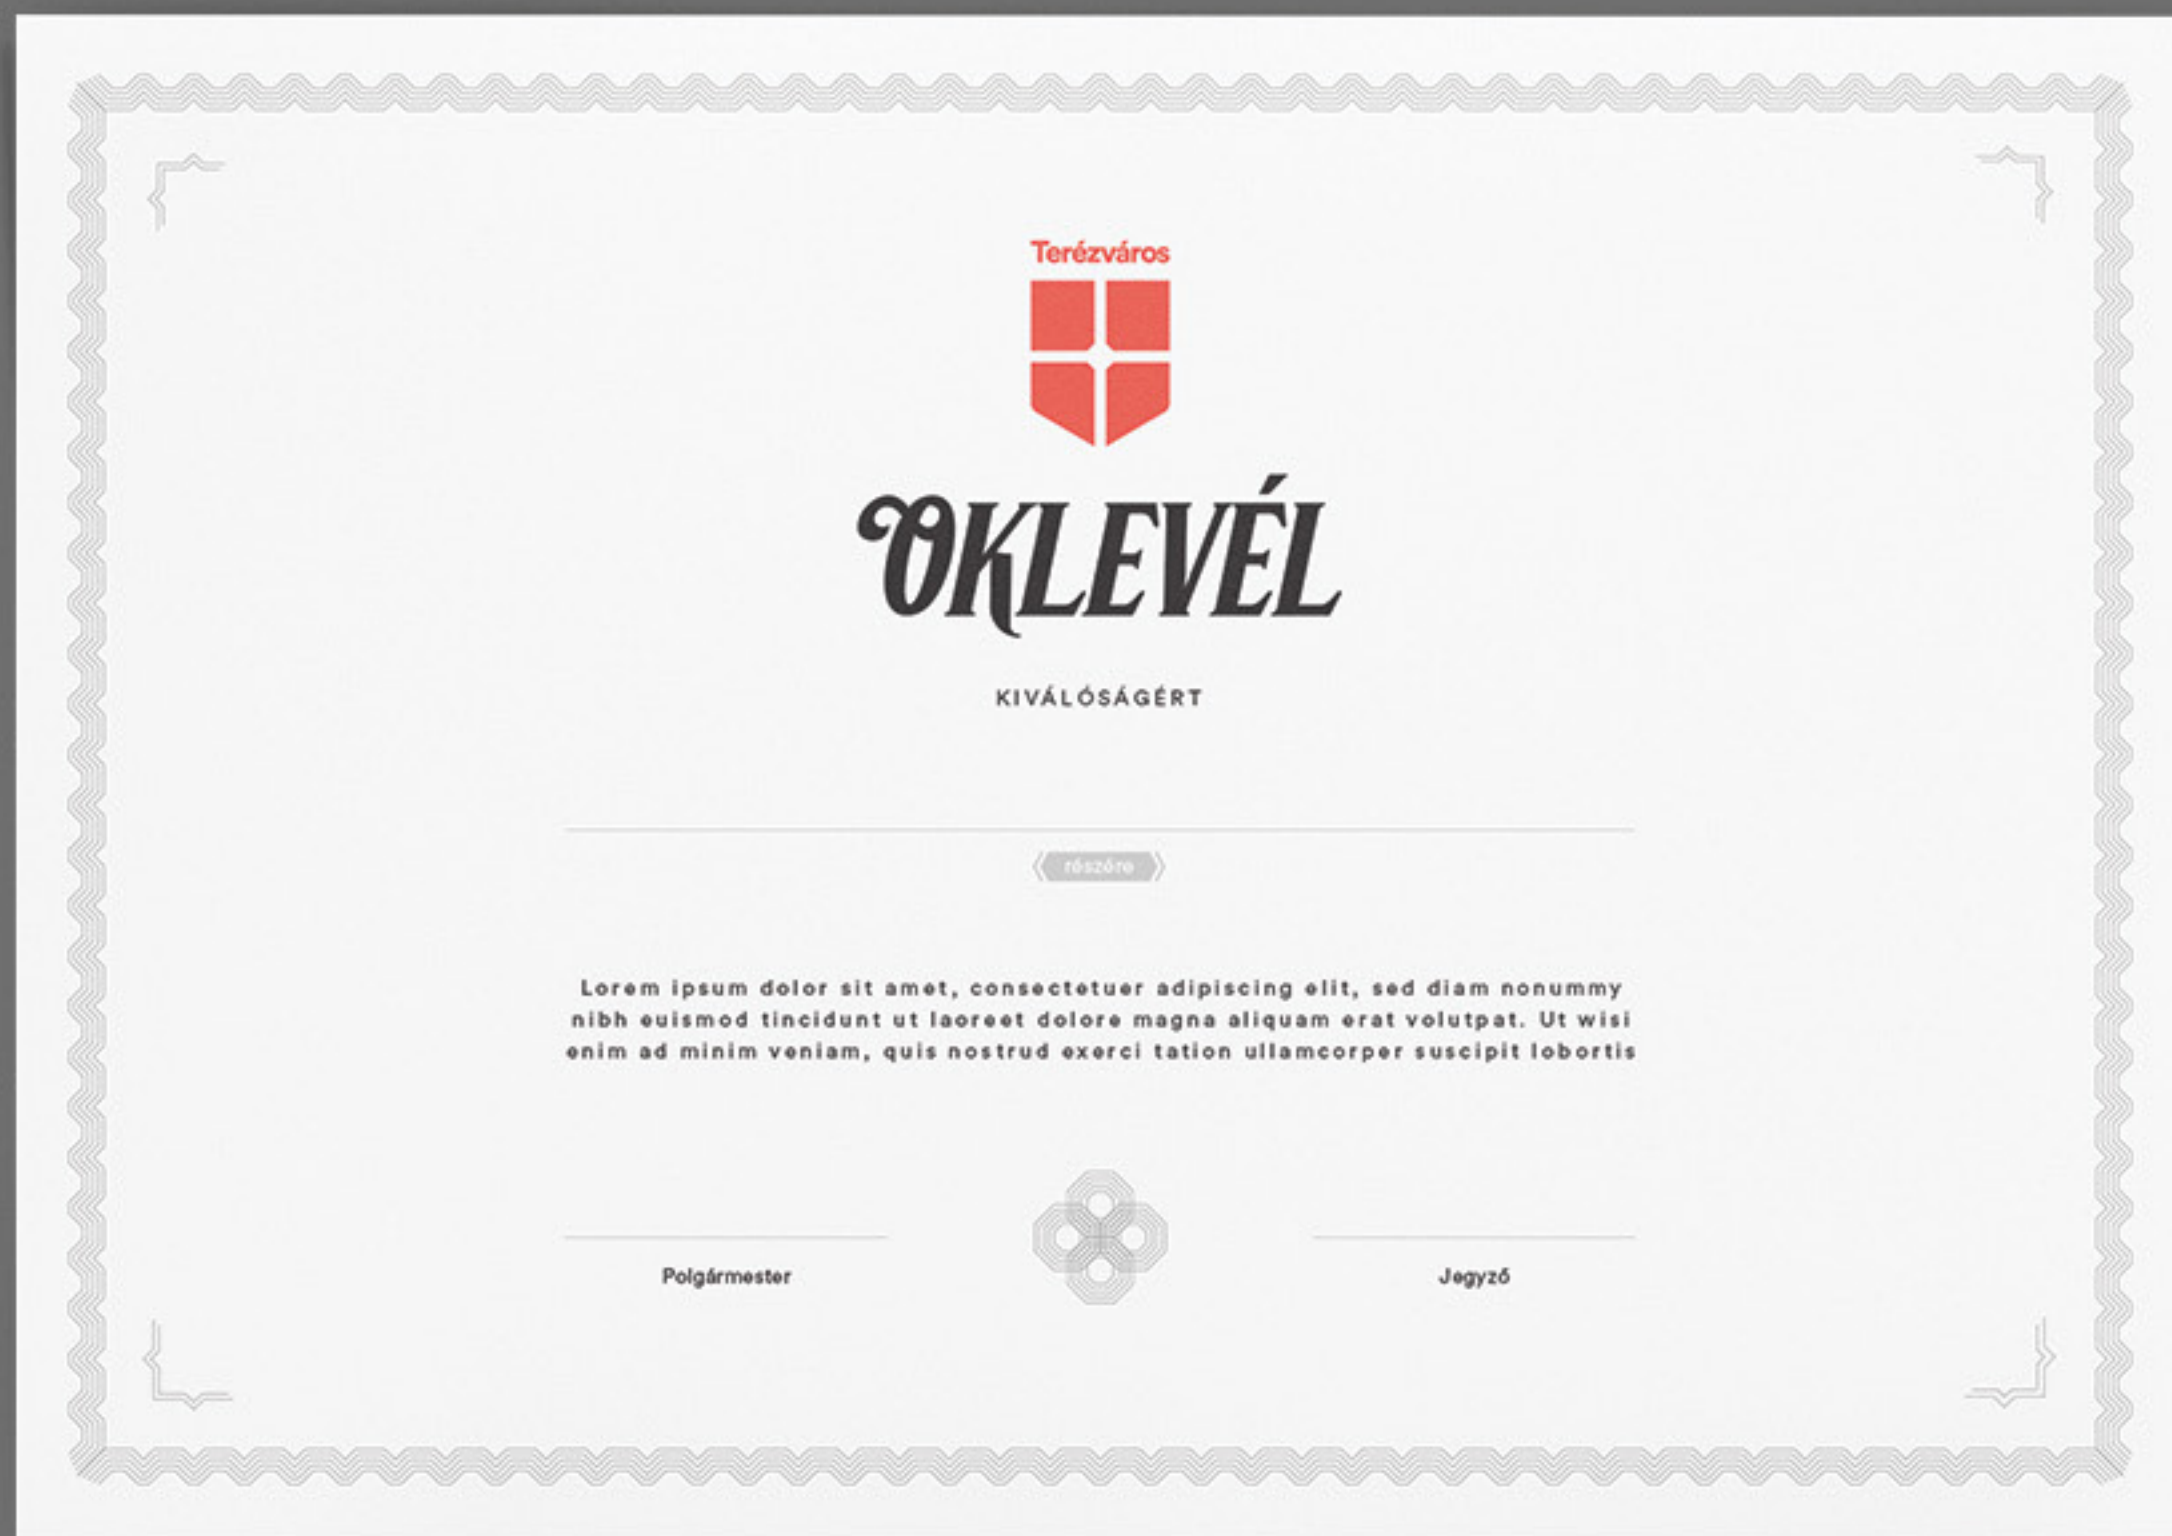 Terézváros
OKLEVÉL
KIVÁLÓSÁGÉRT
részére
Lorem ipsum dolor sit amet, consectetuer adipiscing elit, sed diam nonummy
nibh euismod tincidunt ut laoreet dolore magna aliquam erat volutpat. Ut wisi
enim ad minim veniam, quis nostrud exerci tation ullamcorper suscipit lobortis
Polgármester
Jegyző